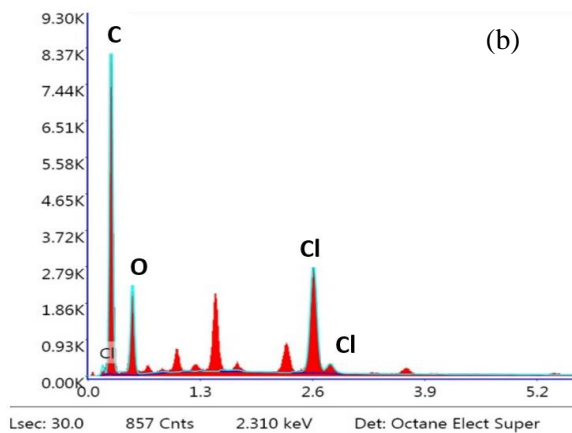 9.30K
C
(b)
8.37K
7.44K
6.51K
5.58K
4.65K
3.72K
Cl
2.79K
O
1.86K
Cl
0.93K
Cl
0.00K
0.0 1.3 2.6 3.9 5.2
Lsec: 30.0 857 Cnts 2.310 keV Det: Octane Elect Super